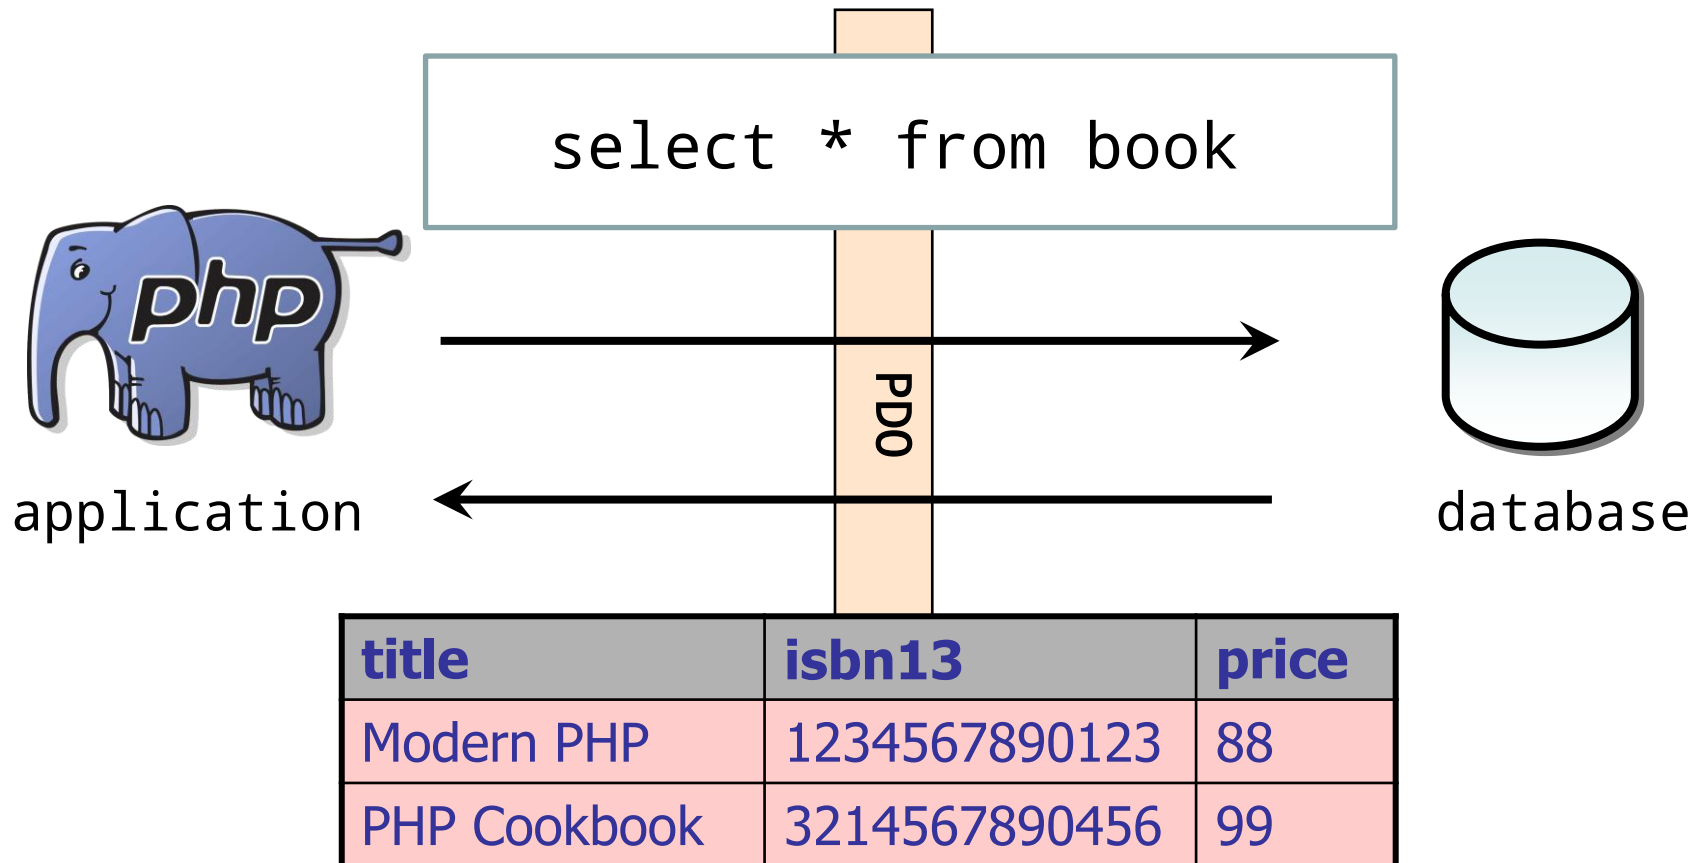 select * from book
php
PDO
application
database
title isbn13 price
Modern PHP 1234567890123 88
PHP Cookbook 3214567890456 99